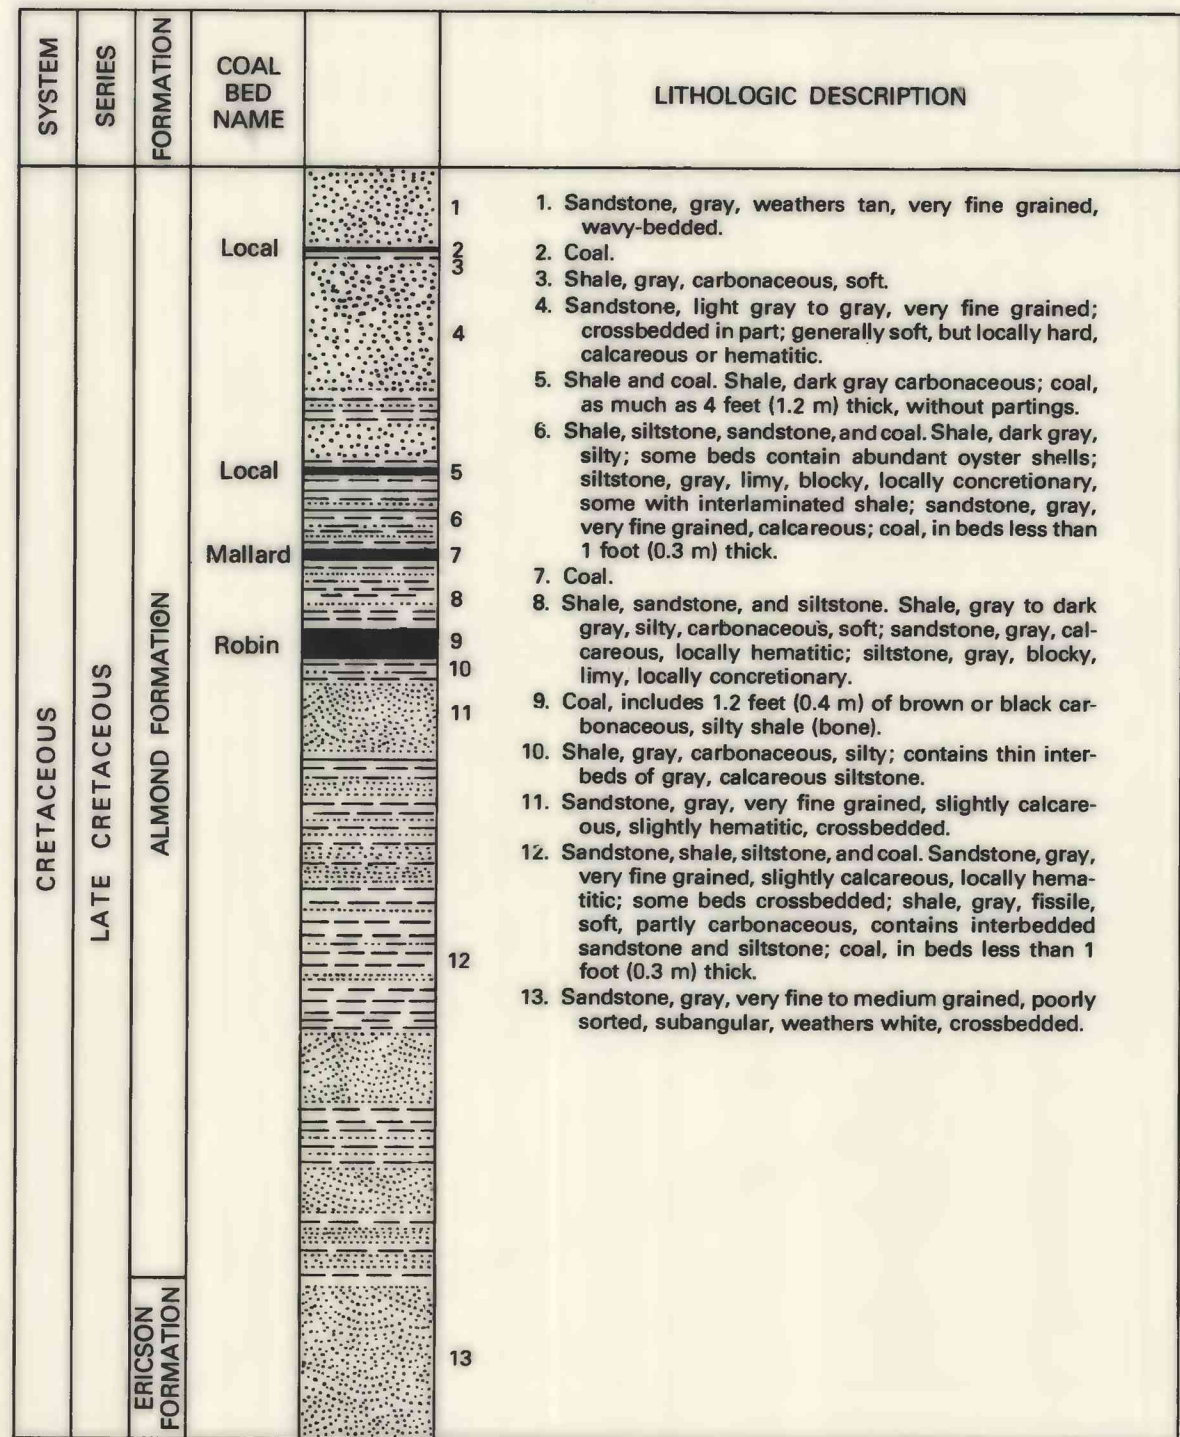 SYSTEM
SERIES
FORMATION
COAL
BED
NAME
LITHOLOGIC DESCRIPTION
CRETACEOUS
LATE CRETACEOUS
ALMOND FORMATION
ERICSON
FORMATION
Local
Local
Mallard
Robin
1
2
3
4
5
6
7
8
9
10
11
12
13
1. Sandstone, gray, weathers tan, very fine grained,
wavy-bedded.
2. Coal.
3. Shale, gray, carbonaceous, soft.
4. Sandstone, light gray to gray, very fine grained;
crossbedded in part; generally soft, but locally hard,
calcareous or hematitic.
5. Shale and coal. Shale, dark gray carbonaceous; coal,
as much as 4 feet (1.2 m) thick, without partings.
6. Shale, siltstone, sandstone, and coal. Shale, dark gray,
silty; some beds contain abundant oyster shells;
siltstone, gray, limy, blocky, locally concretionary,
some with interlaminated shale; sandstone, gray,
very fine grained, calcareous; coal, in beds less than
1 foot (0.3 m) thick.
7. Coal.
8. Shale, sandstone, and siltstone. Shale, gray to dark
gray, silty, carbonaceous, soft; sandstone, gray, cal-
careous, locally hematitic; siltstone, gray, blocky,
limy, locally concretionary.
9. Coal, includes 1.2 feet (0.4 m) of brown or black car-
bonaceous, silty shale (bone).
10. Shale, gray, carbonaceous, silty; contains thin inter-
beds of gray, calcareous siltstone.
11. Sandstone, gray, very fine grained, slightly calcare-
ous, slightly hematitic, crossbedded.
12. Sandstone, shale, siltstone, and coal. Sandstone, gray,
very fine grained, slightly calcareous, locally hema-
titic; some beds crossbedded; shale, gray, fissile,
soft, partly carbonaceous, contains interbedded
sandstone and siltstone; coal, in beds less than 1
foot (0.3 m) thick.
13. Sandstone, gray, very fine to medium grained, poorly
sorted, subangular, weathers white, crossbedded.